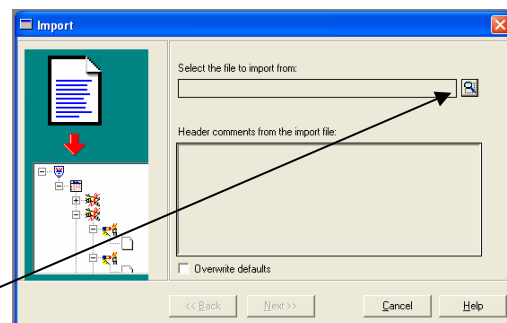 Import
Select the file to import from:
Header comments from the import file:
Overwrite defaults
<< Back Next >> Cancel Help